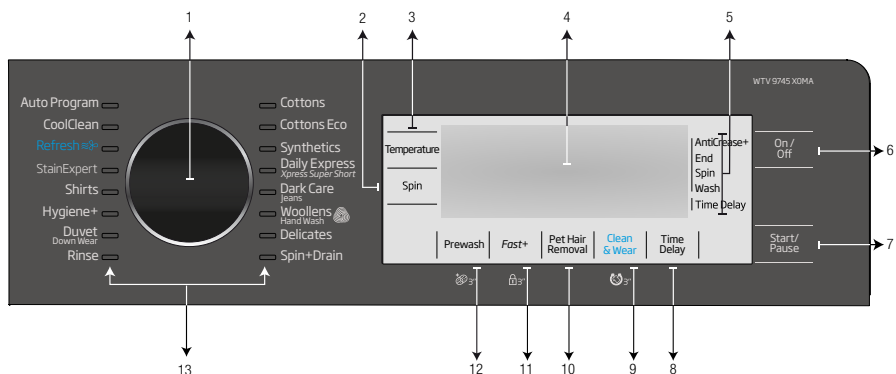 1
2
3
4
5
WTV 9745 X0MA
Auto Program
CoolClean
Refresh
StainExpert
Shirts
Hygiene+
Duvet
Down Wear
Rinse
Cottons
Cottons Eco
Synthetics
Daily Express
Xpress Super Short
Dark Care
Jeans
Woollens
Hand Wash
Delicates
Spin+Drain
Temperature
Spin
AntiCrease+
End
Spin
Wash
Time Delay
On /
Off
6
Start/
Pause
7
Prewash
Fast+
Pet Hair
Removal
Clean
& Wear
Time
Delay
3"
3"
3"
13
12
11
10
9
8